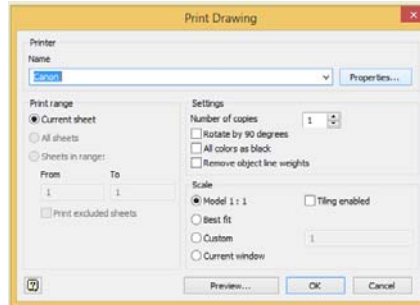 Print Drawing
Printer
Name
Canon
Properties...
Print range
Current sheet
All sheets
Sheets in range:
From To
1 1
Print excluded sheets
Settings
Number of copies 1
Rotate by 90 degrees
All colors as black
Remove object line weights
Scale
Model 1 : 1 Tiling enabled
Best fit
Custom 1
Current window
Preview... OK Cancel